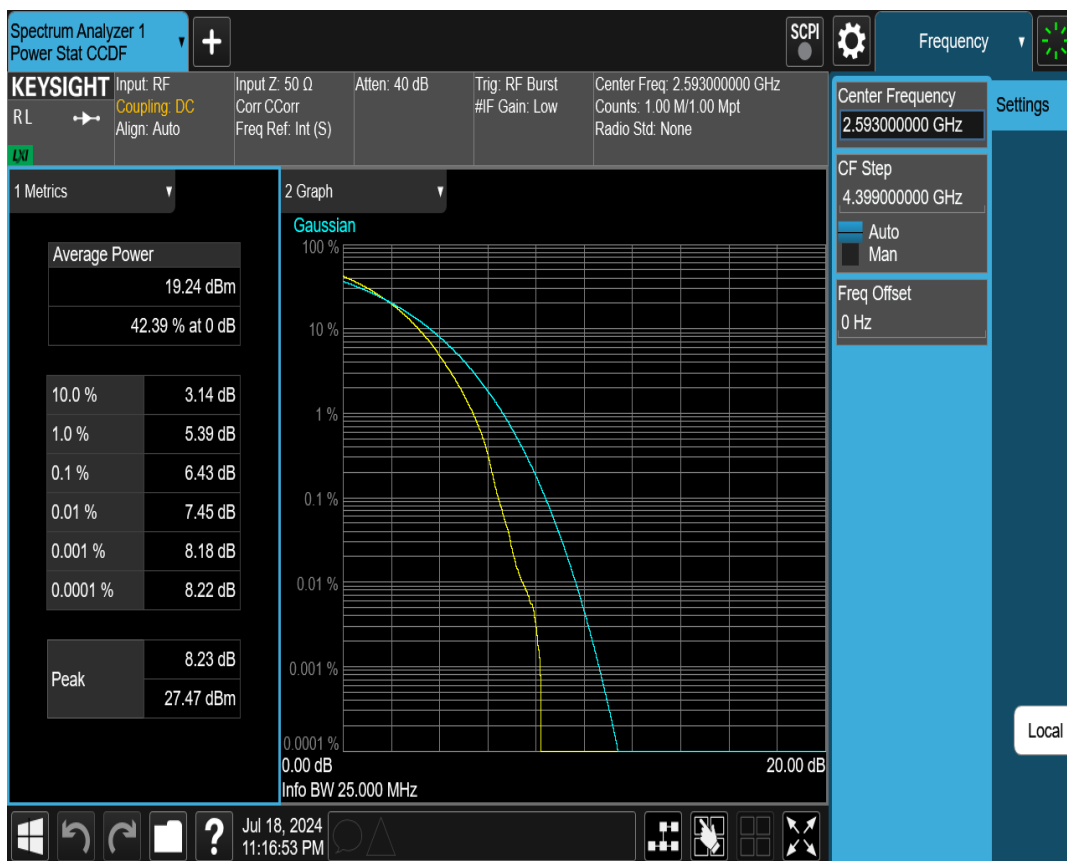 Spectrum Analyzer 1
Power Stat CCDF
SCPI
Frequency
KEYSIGHT
RL
LXI
Input: RF
Coupling: DC
Align: Auto
Input Z: 50 Ω
Corr CCorr
Freq Ref: Int (S)
Atten: 40 dB
Trig: RF Burst
#IF Gain: Low
Center Freq: 2.593000000 GHz
Counts: 1.00 M/1.00 Mpt
Radio Std: None
Center Frequency
2.593000000 GHz
Settings
CF Step
4.399000000 GHz
Auto
Man
Freq Offset
0 Hz
Local
1 Metrics
Average Power
19.24 dBm
42.39 % at 0 dB
10.0 % 3.14 dB
1.0 % 5.39 dB
0.1 % 6.43 dB
0.01 % 7.45 dB
0.001 % 8.18 dB
0.0001 % 8.22 dB
Peak
8.23 dB
27.47 dBm
2 Graph
Gaussian
100 %
10 %
1 %
0.1 %
0.01 %
0.001 %
0.0001 %
0.00 dB
20.00 dB
Info BW 25.000 MHz
?
Jul 18, 2024
11:16:53 PM